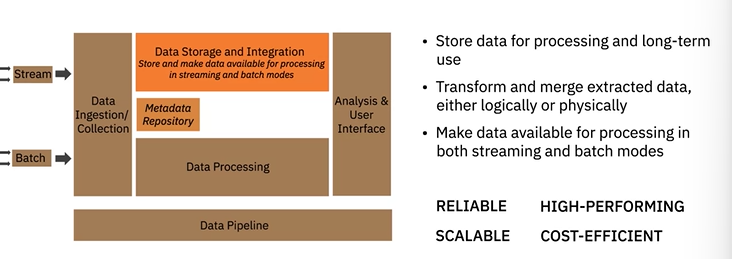 Stream
Batch
Data
Ingestion/
Collection
Data Storage and Integration
Store and make data available for processing
in streaming and batch modes
Metadata
Repository
Data Processing
Analysis &
User
Interface
Data Pipeline
• Store data for processing and long-term
use
• Transform and merge extracted data,
either logically or physically
• Make data available for processing in
both streaming and batch modes
RELIABLE HIGH-PERFORMING
SCALABLE COST-EFFICIENT